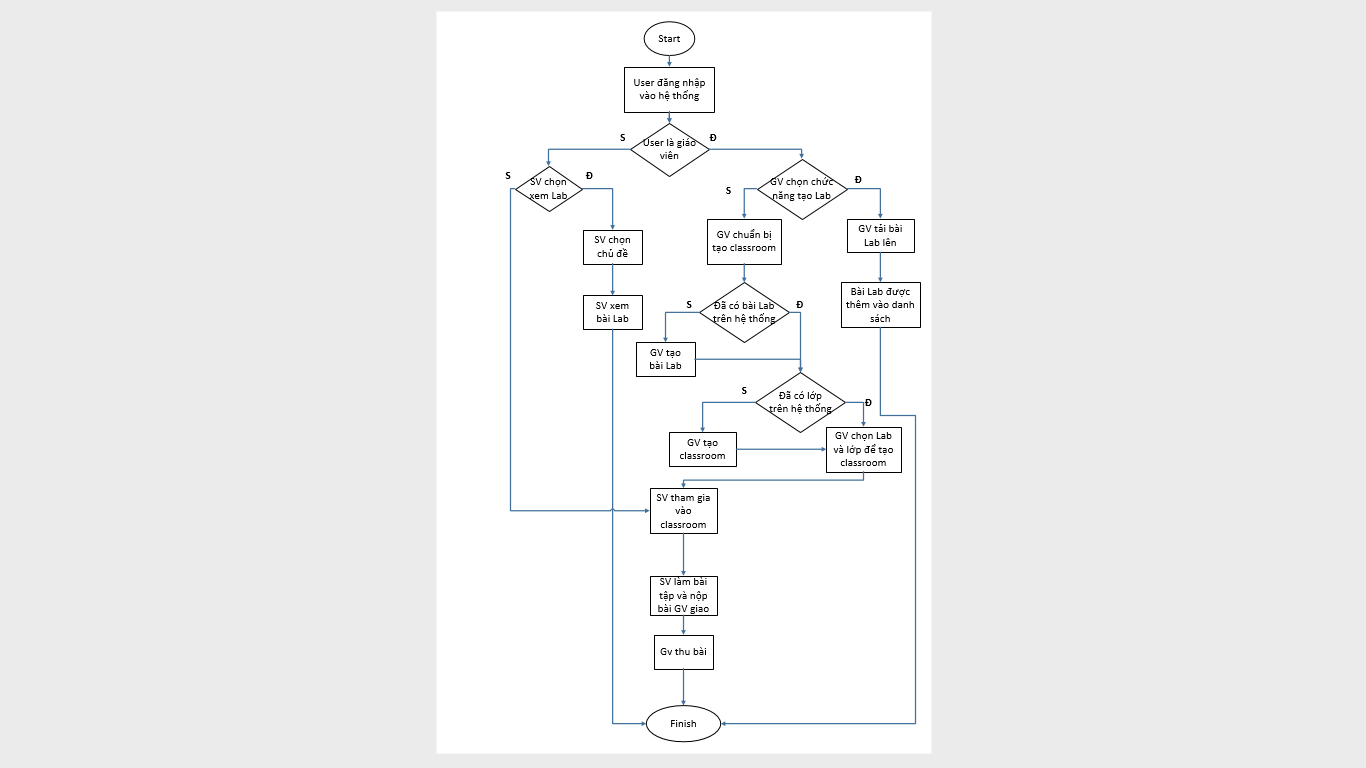 Start
User đăng nhập
vào hệ thống
S
Đ
User là giáo
viên
S
Đ
SV chọn
xem Lab
S
Đ
GV chọn chức
năng tạo Lab
SV chọn
chủ đề
GV chuẩn bị
tạo classroom
GV tải bài
Lab lên
SV xem
bài Lab
S
Đ
Đã có bài Lab
trên hệ thống
Bài Lab được
thêm vào danh
sách
GV tạo
bài Lab
S
Đ
Đã có lớp
trên hệ thống
GV tạo
classroom
GV chọn Lab
và lớp để tạo
classroom
SV tham gia
vào
classroom
SV làm bài
tập và nộp
bài GV giao
Gv thu bài
Finish